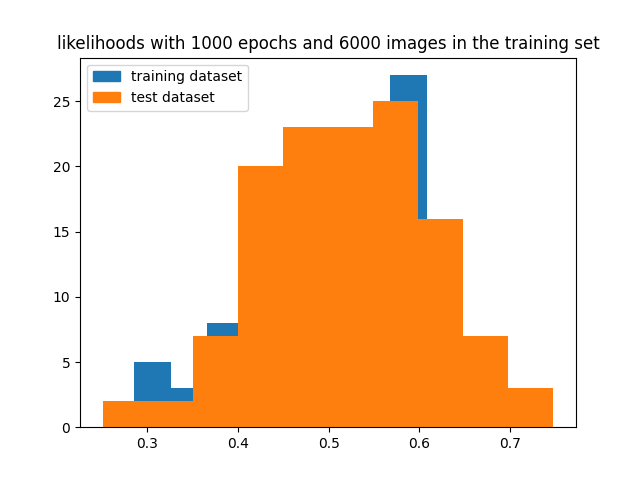 likelihoods with 1000 epochs and 6000 images in the training set
training dataset
test dataset
25
20
15
10
5
0
0.3 0.4 0.5 0.6 0.7